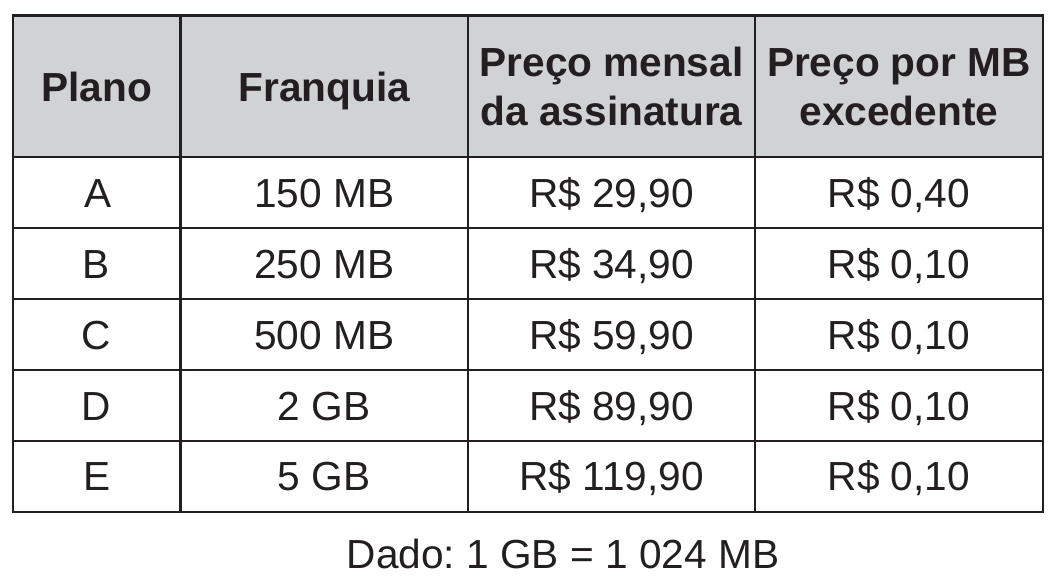 Plano Franquia Preço mensal da assinatura Preço por MB excedente
A 150 MB R$ 29,90 R$ 0,40
B 250 MB R$ 34,90 R$ 0,10
C 500 MB R$ 59,90 R$ 0,10
D 2 GB R$ 89,90 R$ 0,10
E 5 GB R$ 119,90 R$ 0,10
Dado: 1 GB = 1 024 MB